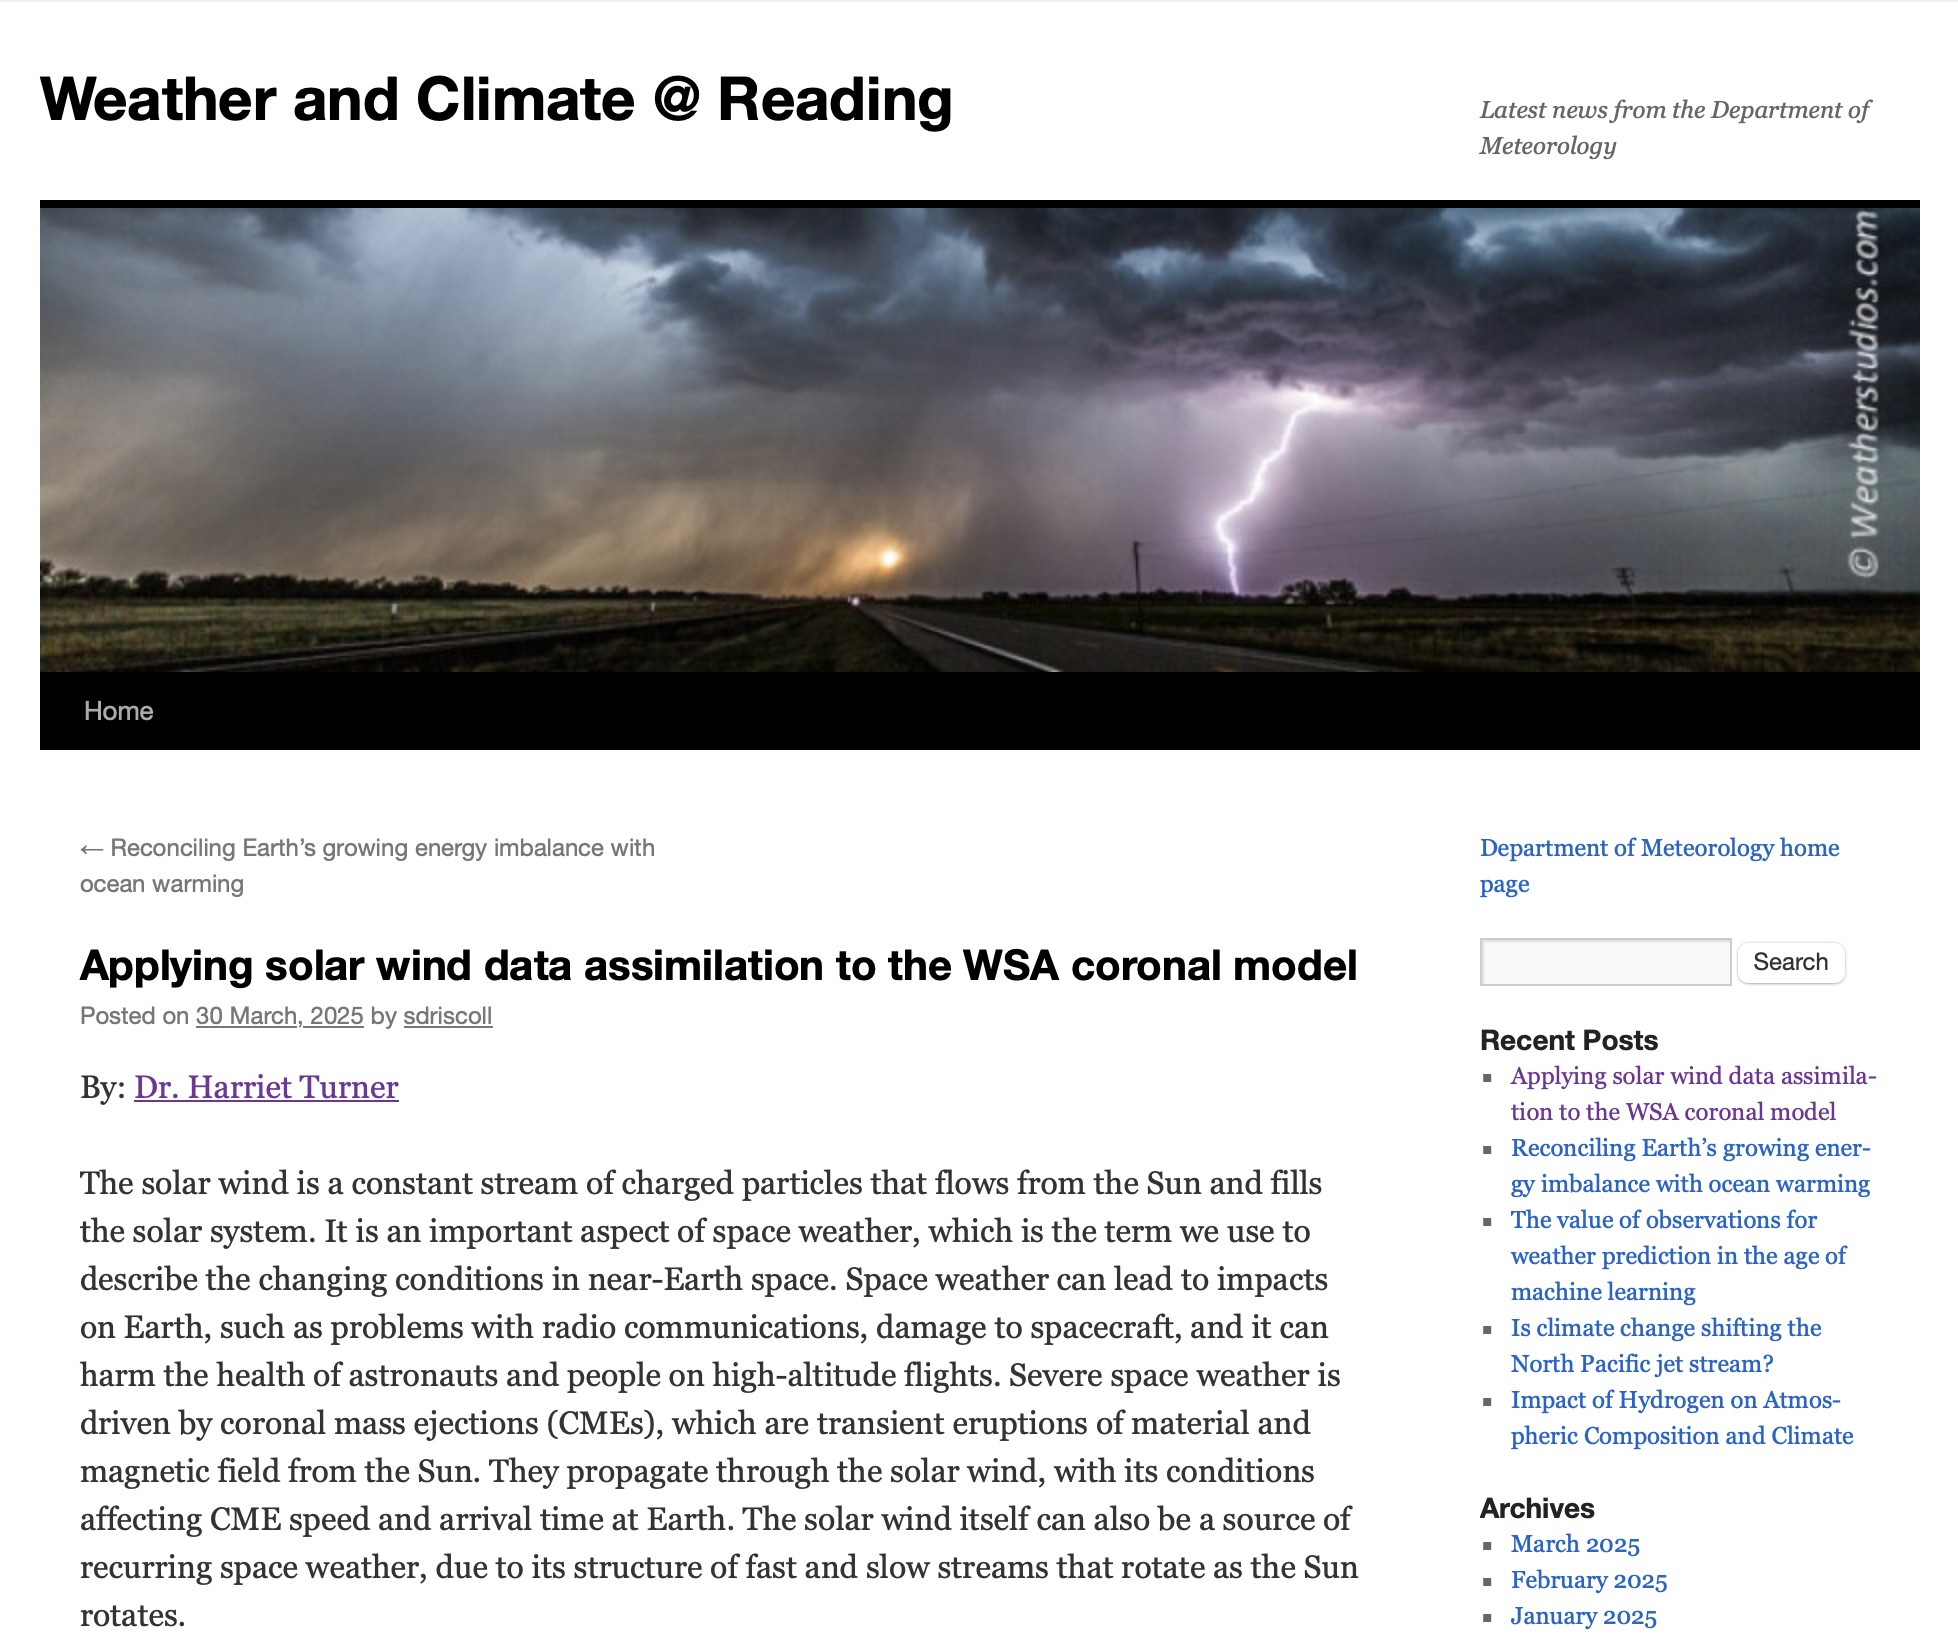 Weather and Climate @ Reading
Latest news from the Department of
Meteorology
© Weatherstudios.com
Home
← Reconciling Earth’s growing energy imbalance with
ocean warming
Applying solar wind data assimilation to the WSA coronal model
Posted on 30 March, 2025 by sdriscoll
By: Dr. Harriet Turner
The solar wind is a constant stream of charged particles that flows from the Sun and fills
the solar system. It is an important aspect of space weather, which is the term we use to
describe the changing conditions in near-Earth space. Space weather can lead to impacts
on Earth, such as problems with radio communications, damage to spacecraft, and it can
harm the health of astronauts and people on high-altitude flights. Severe space weather is
driven by coronal mass ejections (CMEs), which are transient eruptions of material and
magnetic field from the Sun. They propagate through the solar wind, with its conditions
affecting CME speed and arrival time at Earth. The solar wind itself can also be a source of
recurring space weather, due to its structure of fast and slow streams that rotate as the Sun
rotates.
Department of Meteorology home
page
Search
Recent Posts
Applying solar wind data assimila-
tion to the WSA coronal model
Reconciling Earth’s growing ener-
gy imbalance with ocean warming
The value of observations for
weather prediction in the age of
machine learning
Is climate change shifting the
North Pacific jet stream?
Impact of Hydrogen on Atmos-
pheric Composition and Climate
Archives
March 2025
February 2025
January 2025